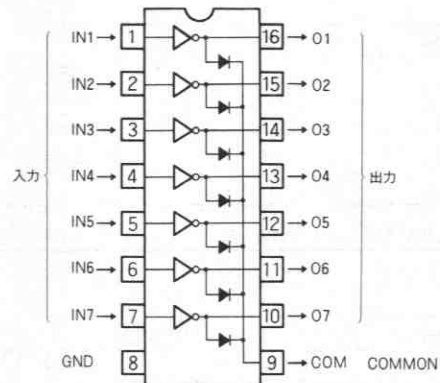 IN1→ 1 16 →O1
IN2→ 2 15 →O2
IN3→ 3 14 →O3
入力 IN4→ 4 13 →O4 出力
IN5→ 5 12 →O5
IN6→ 6 11 →O6
IN7→ 7 10 →O7
GND 8 9 →COM COMMON